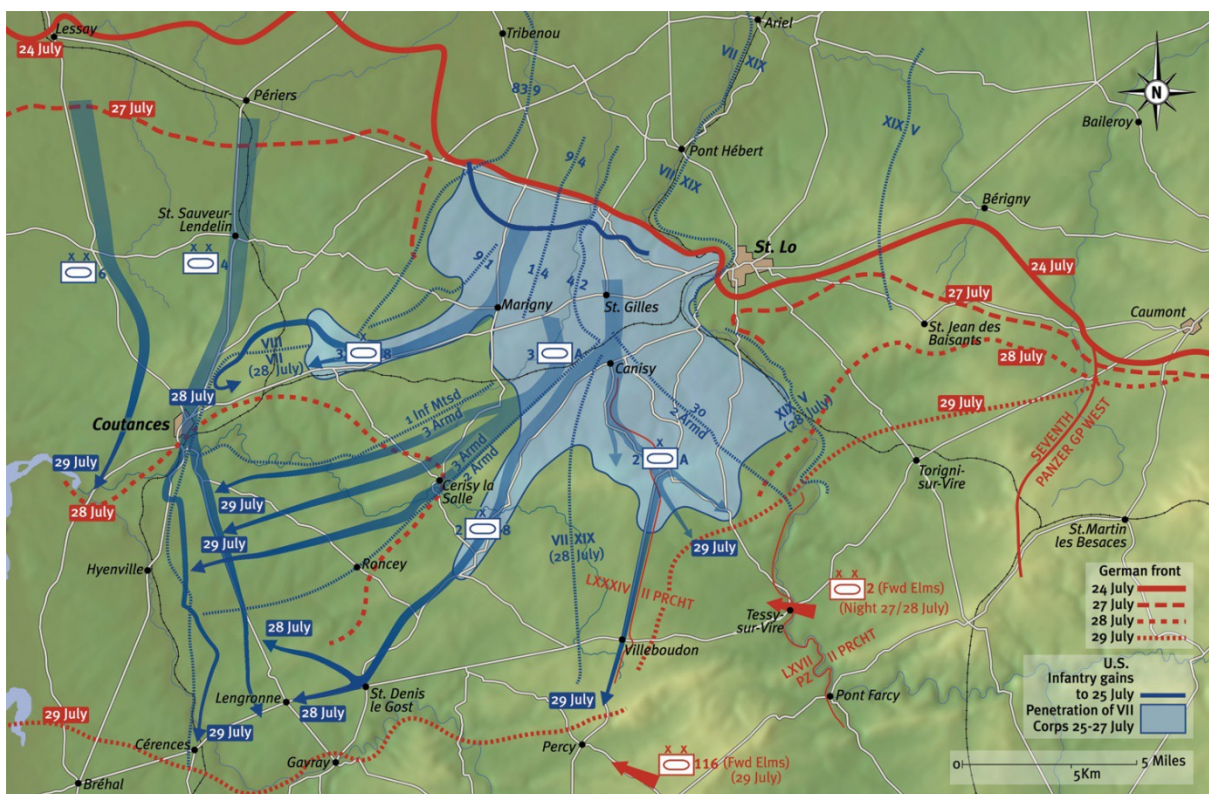 Lessay
24 July
Tribenou
Ariel
N
Périers
27 July
83 9
VII XIX
XIX V
Baileroy
Pont Hébert
9 4
VII XIX
St. Sauveur-
Lendelin
X X
6
X X
4
Bérigny
St. Lo
24 July
9 1
1 4
4 2
Marigny
St. Gilles
27 July
Caumont
St. Jean des
Baisants
VIII
VII
(28 July)
X
3 B
X
3 A
Canisy
28 July
28 July
29 July
Coutances
1 Inf Mtsd
3 Armd
30
2 Armd
XIX V
(28 July)
SEVENTH
PANZER GP WEST
3 Armd
2 Armd
X
2 A
Torigni
sur-Vire
29 July
28 July
Cerisy la
Salle
29 July
X
2 B
St.Martin
les Besaces
29 July
VII XIX
(28 July)
29 July
Hyenville
Roncey
LXXXIV II PRCHT
X X
2 (Fwd Elms)
(Night 27/28 July)
Tessy-
sur-Vire
German front
24 July
27 July
28 July
29 July
28 July
Villeboudon
LXVII
PZ
II PRCHT
U.S.
Infantry gains
to 25 July
Penetration of VII
Corps 25-27 July
Lengronne
St. Denis
le Gost
28 July
29 July
Pont Farcy
29 July
Cérences
29 July
Gavray
Percy
X X
116 (Fwd Elms)
(29 July)
Bréhal
0
5Km
5 Miles